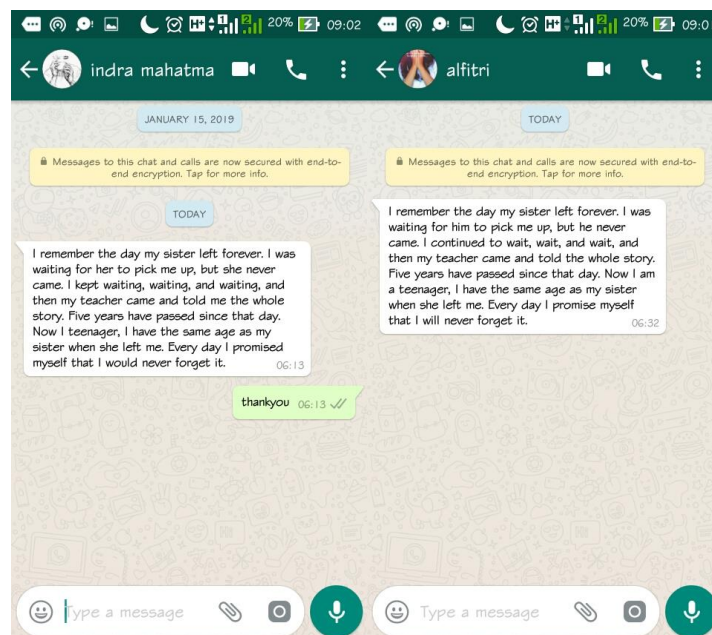 20% 09:02
indra mahatma
JANUARY 15, 2019
Messages to this chat and calls are now secured with end-to-
end encryption. Tap for more info.
TODAY
I remember the day my sister left forever. I was
waiting for her to pick me up, but she never
came. I kept waiting, waiting, and waiting, and
then my teacher came and told me the whole
story. Five years have passed since that day.
Now I teenager, I have the same age as my
sister when she left me. Every day I promised
myself that I would never forget it.
06:13
thankyou 06:13
Type a message
20% 09:0
alfitri
TODAY
Messages to this chat and calls are now secured with end-to-
end encryption. Tap for more info.
I remember the day my sister left forever. I was
waiting for him to pick me up, but he never
came. I continued to wait, wait, and wait, and
then my teacher came and told the whole story.
Five years have passed since that day. Now I am
a teenager, I have the same age as my sister
when she left me. Every day I promise myself
that I will never forget it.
06:32
Type a message